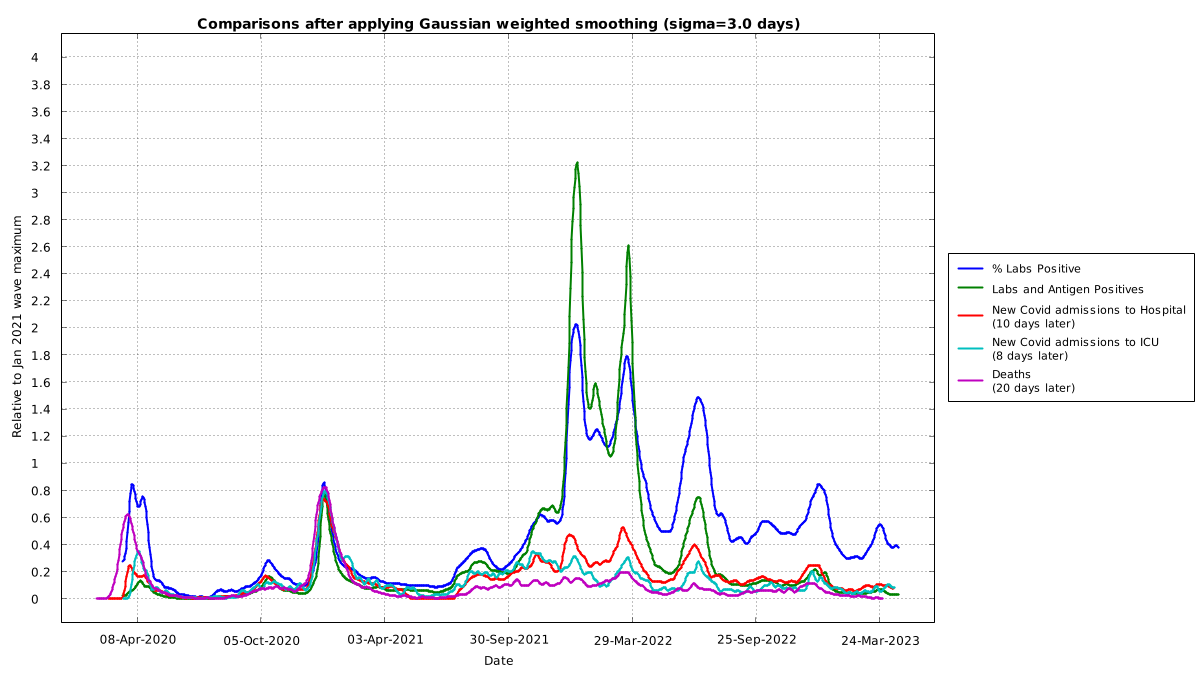 Comparisons after applying Gaussian weighted smoothing (sigma=3.0 days)
Relative to Jan 2021 wave maximum
4
3.8
3.6
3.4
3.2
3
2.8
2.6
2.4
2.2
2
1.8
1.6
1.4
1.2
1
0.8
0.6
0.4
0.2
0
08-Apr-2020
05-Oct-2020
03-Apr-2021
30-Sep-2021
29-Mar-2022
25-Sep-2022
24-Mar-2023
Date
% Labs Positive
Labs and Antigen Positives
New Covid admissions to Hospital
(10 days later)
New Covid admissions to ICU
(8 days later)
Deaths
(20 days later)